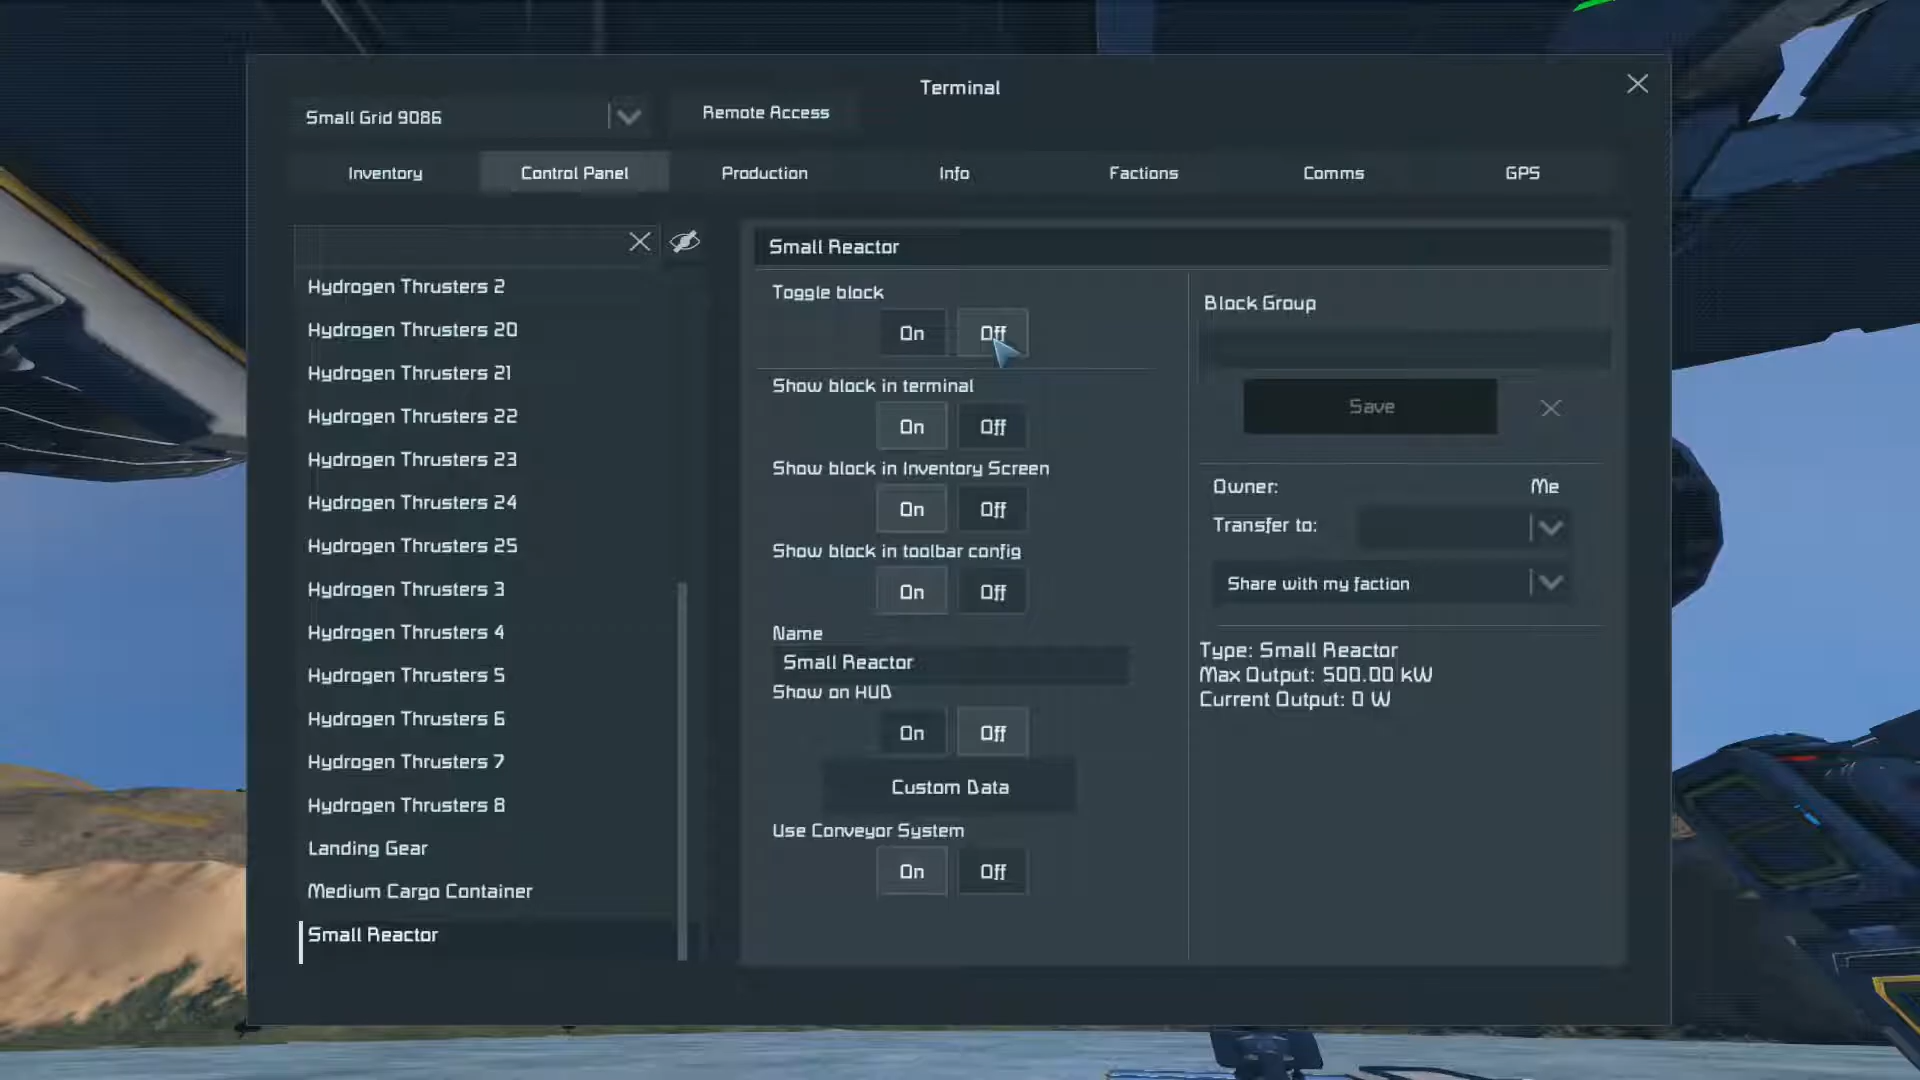 Terminal
Small Grid 9086
Remote Access
Inventory
Control Panel
Production
Info
Factions
Comms
GPS
Hydrogen Thrusters 2
Hydrogen Thrusters 20
Hydrogen Thrusters 21
Hydrogen Thrusters 22
Hydrogen Thrusters 23
Hydrogen Thrusters 24
Hydrogen Thrusters 25
Hydrogen Thrusters 3
Hydrogen Thrusters 4
Hydrogen Thrusters 5
Hydrogen Thrusters 6
Hydrogen Thrusters 7
Hydrogen Thrusters 8
Landing Gear
Medium Cargo Container
Small Reactor
Small Reactor
Toggle block
On Off
Show block in terminal
On Off
Show block in Inventory Screen
On Off
Show block in toolbar config
On Off
Name
Small Reactor
Show on HUD
On Off
Custom Data
Use Conveyor System
On Off
Block Group
Save
Owner: Me
Transfer to:
Share with my faction
Type: Small Reactor
Max Output: 500.00 kW
Current Output: 0 W